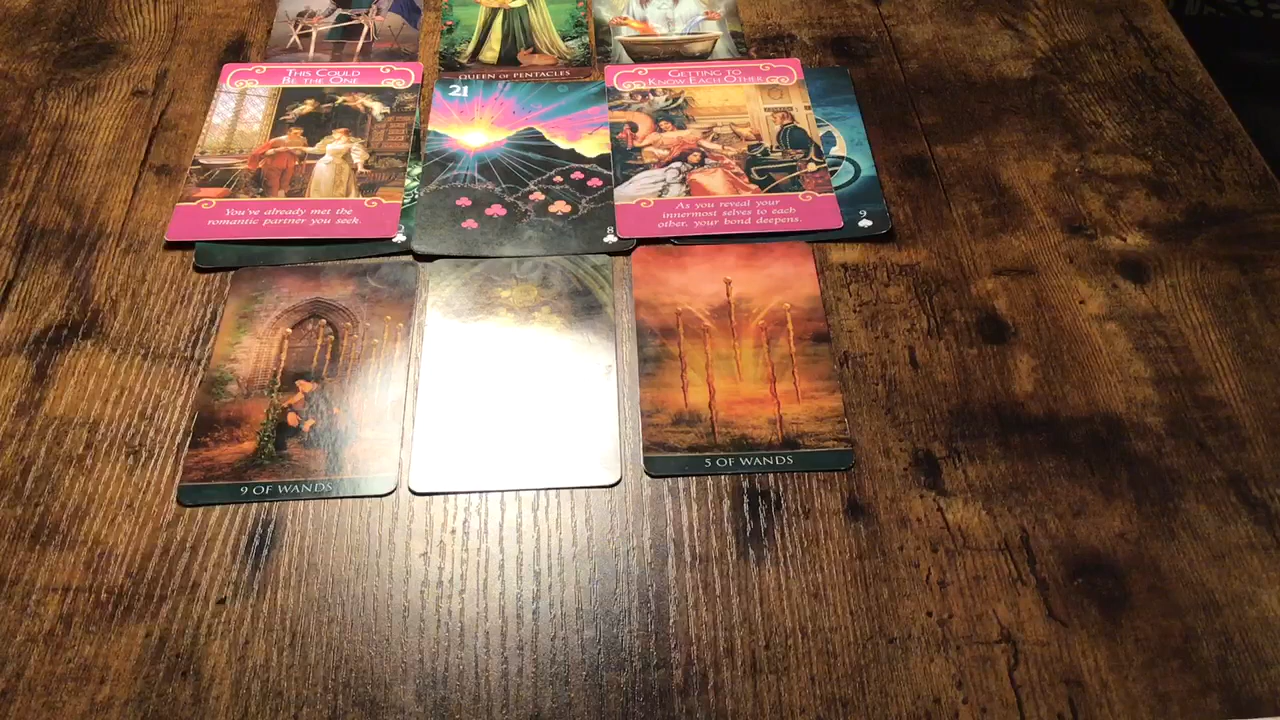 QUEEN OF PENTACLES
THIS COULD
BE THE ONE
You've already met the
romantic partner you seek.
2
21
8
GETTING TO
KNOW EACH OTHER
As you reveal your
innermost selves to each
other, your bond deepens.
9
9 OF WANDS
5 OF WANDS